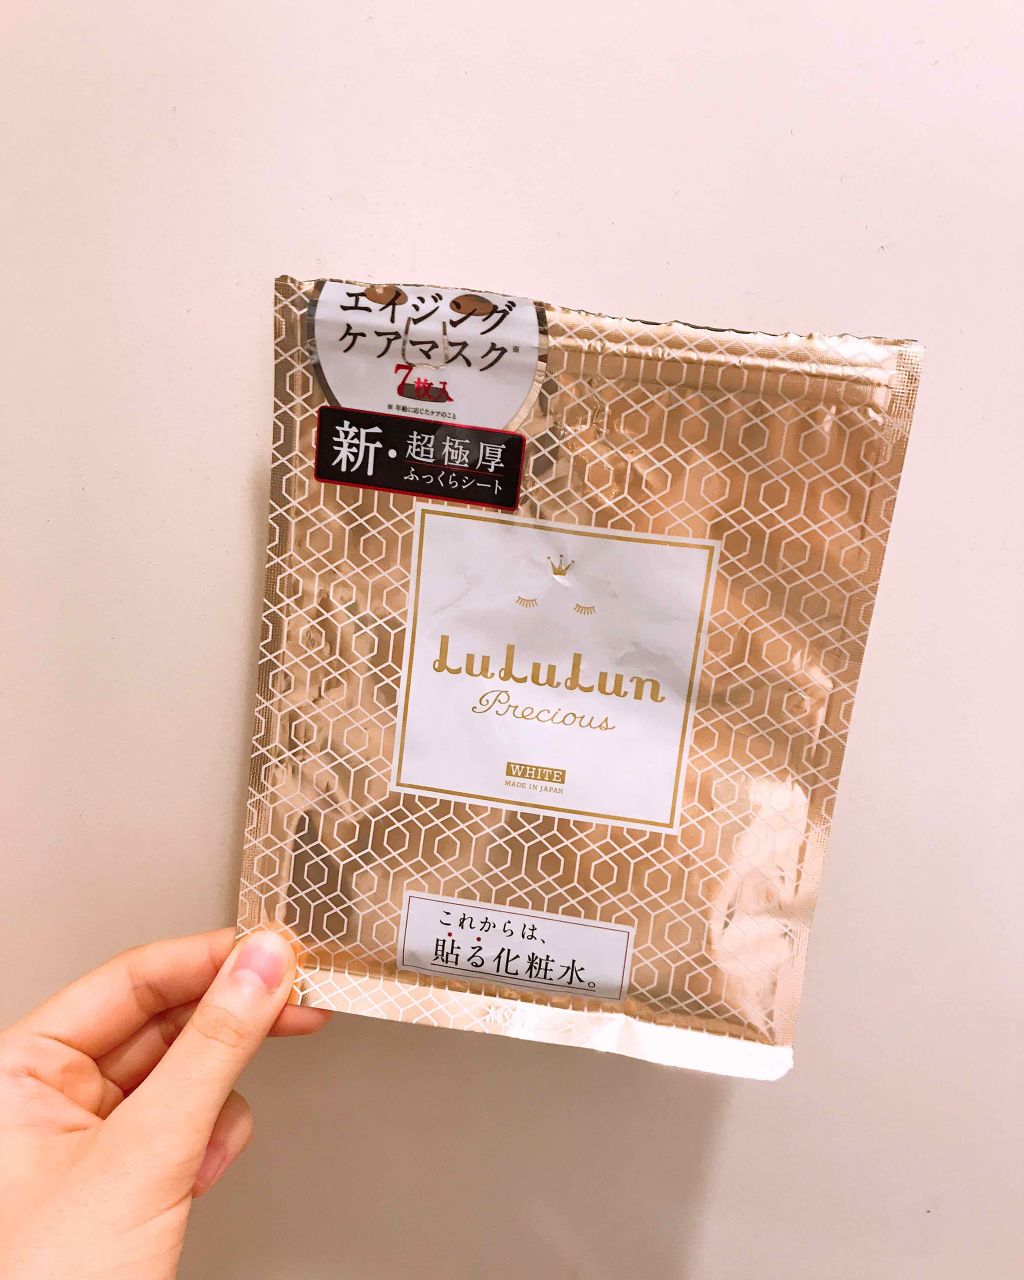 エイジング
ケアマスク※
7枚入
※ 年齢に応じたケアのこと
新・超極厚
ふっくらシート
LuLuLun
Precious
WHITE
MADE IN JAPAN
これからは、
貼る化粧水。